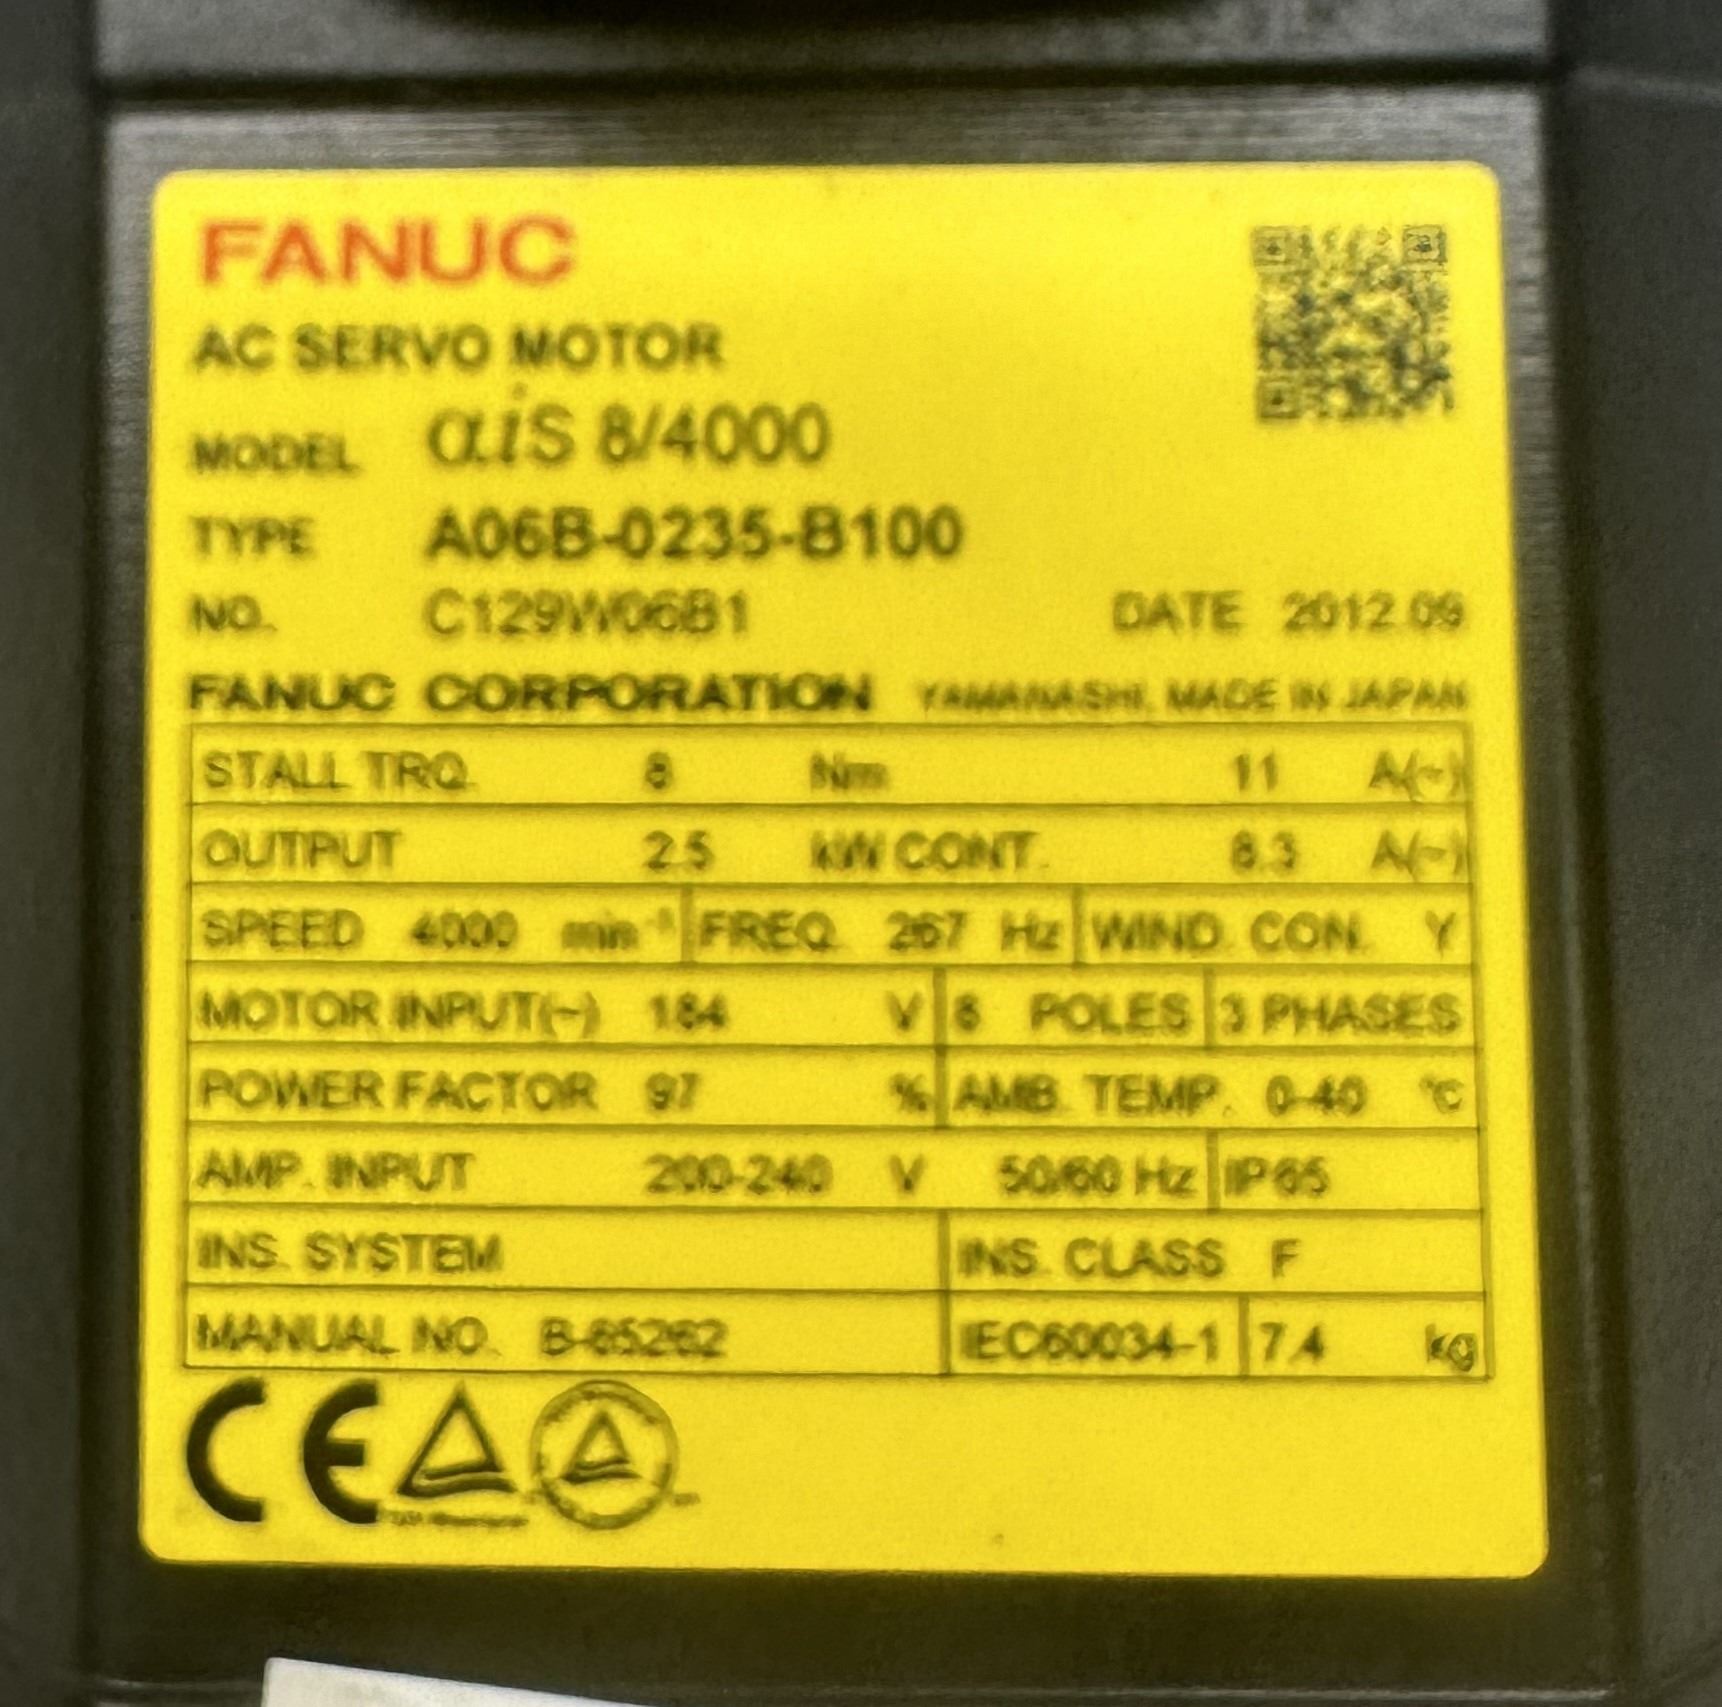 FANUC
AC SERVO MOTOR
MODEL αiS 8/4000
TYPE A06B-0235-B100
NO. C129W06B1 DATE 2012.09
FANUC CORPORATION YAMANASHI, MADE IN JAPAN
STALL TRQ. 8 Nm 11 A(~)
OUTPUT 2.5 kW CONT. 8.3 A(~)
SPEED 4000 min⁻¹ FREQ. 267 Hz WIND. CON. Y
MOTOR INPUT(~) 184 V 8 POLES 3 PHASES
POWER FACTOR 97 % AMB. TEMP. 0-40 °C
AMP. INPUT 200-240 V 50/60 Hz IP65
INS. SYSTEM INS. CLASS F
MANUAL NO. B-65262 IEC60034-1 7.4 kg
CE